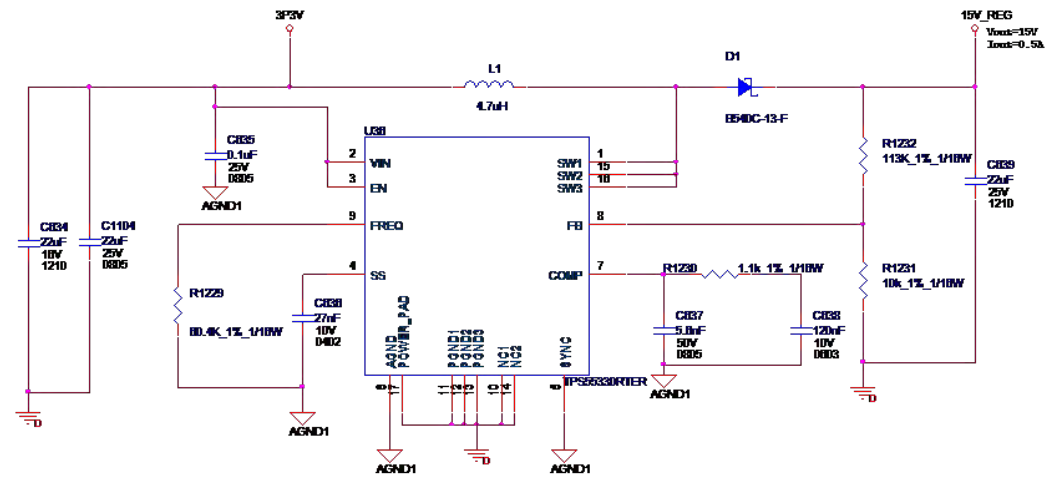 3P3V
15V_REG
Vout=15V
Iout=0.5A
L1
4.7uH
D1
B540C-13-F
U36
C835
0.1uF
25V
0805
AGND1
2
VIN
3
EN
9
FREQ
4
SS
SW1
1
SW2
15
SW3
16
FB
8
COMP
7
R1232
113K_1%_1/16W
C839
22uF
25V
1210
C834
22uF
16V
1210
C1104
22uF
25V
0805
R1229
80.4K_1%_1/16W
C836
27nF
10V
0402
R1230
1.1k_1%_1/16W
R1231
10k_1%_1/16W
C837
5.6nF
50V
0805
C838
120nF
10V
0603
AGND
POWER_PAD
PGND1
PGND2
PGND3
NC1
NC2
SYNC
TPS55330RTER
17
11
12
13
10
14
AGND1
AGND1
D
D
D
AGND1
AGND1